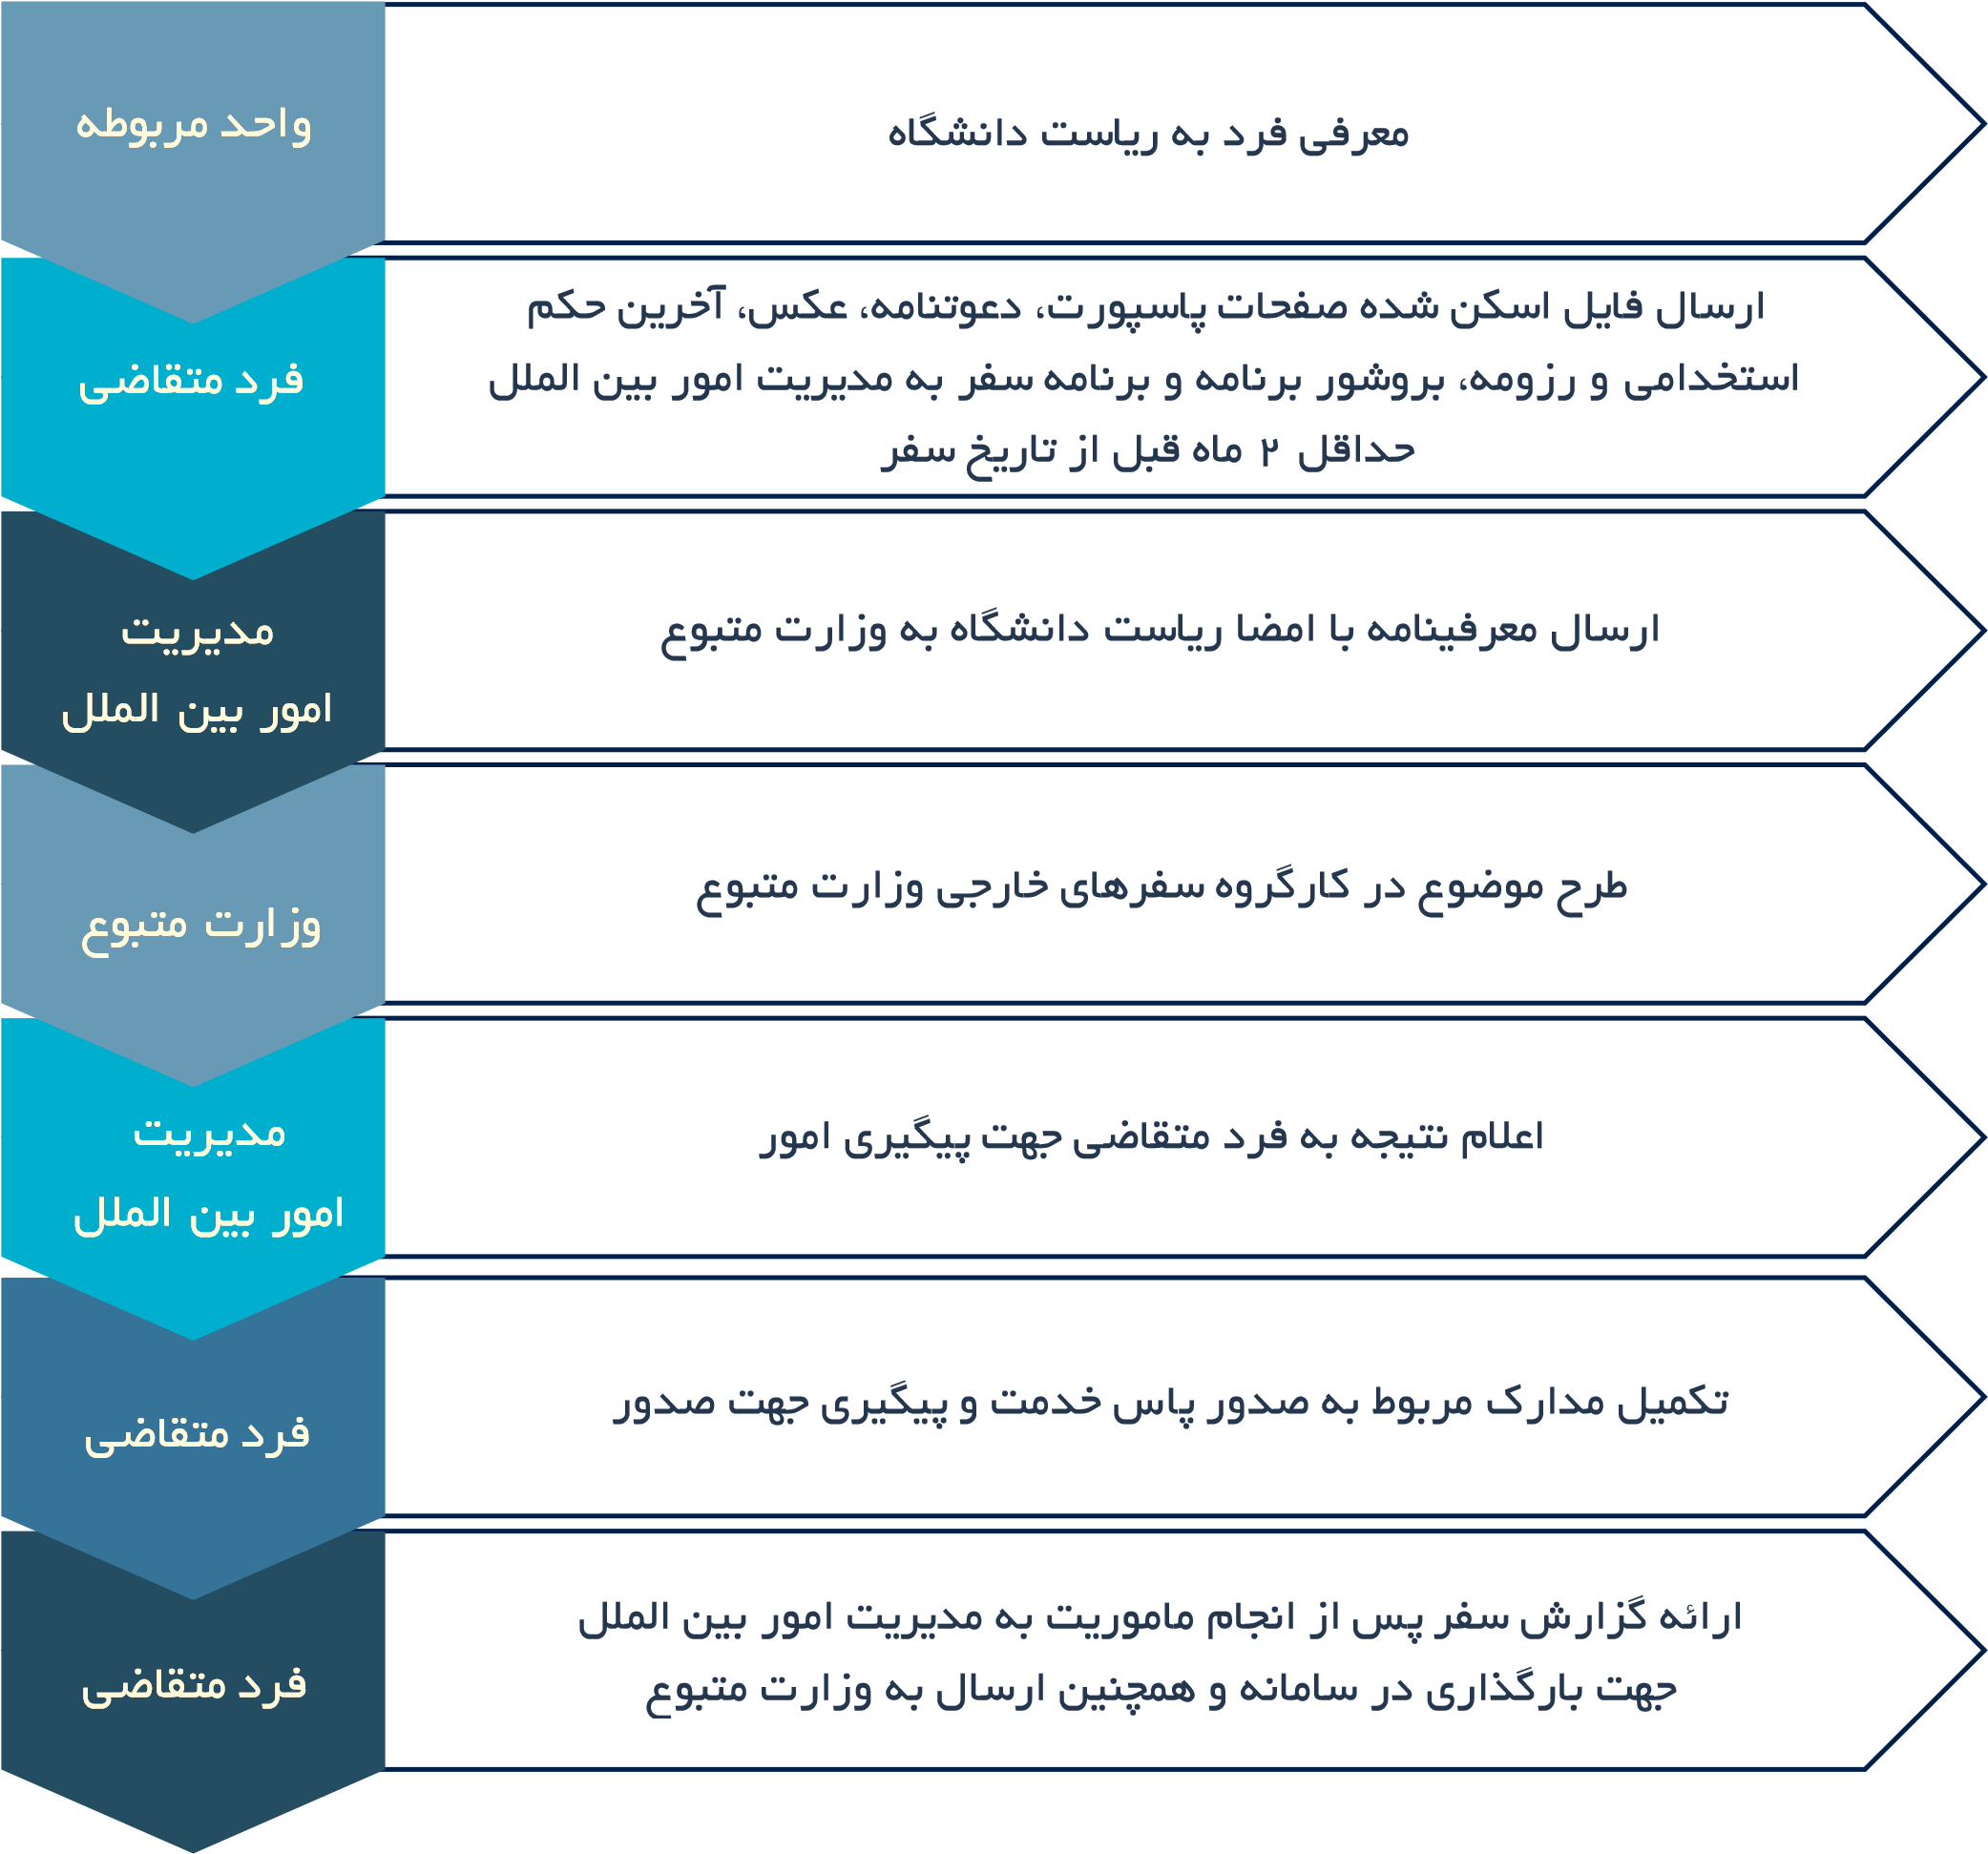 واحد مربوطه
معرفی فرد به ریاست دانشگاه
فرد متقاضی
ارسال فایل اسکن شده صفحات پاسپورت، دعوتنامه، عکس، آخرین حکم
استخدامی و رزومه، بروشور برنامه و برنامه سفر به مدیریت امور بین الملل
حداقل ۲ ماه قبل از تاریخ سفر
مدیریت
امور بین الملل
ارسال معرفینامه با امضا ریاست دانشگاه به وزارت متبوع
وزارت متبوع
طرح موضوع در کارگروه سفرهای خارجی وزارت متبوع
مدیریت
امور بین الملل
اعلام نتیجه به فرد متقاضی جهت پیگیری امور
فرد متقاضی
تکمیل مدارک مربوط به صدور پاس خدمت و پیگیری جهت صدور
فرد متقاضی
ارائه گزارش سفر پس از انجام ماموریت به مدیریت امور بین الملل
جهت بارگذاری در سامانه و همچنین ارسال به وزارت متبوع